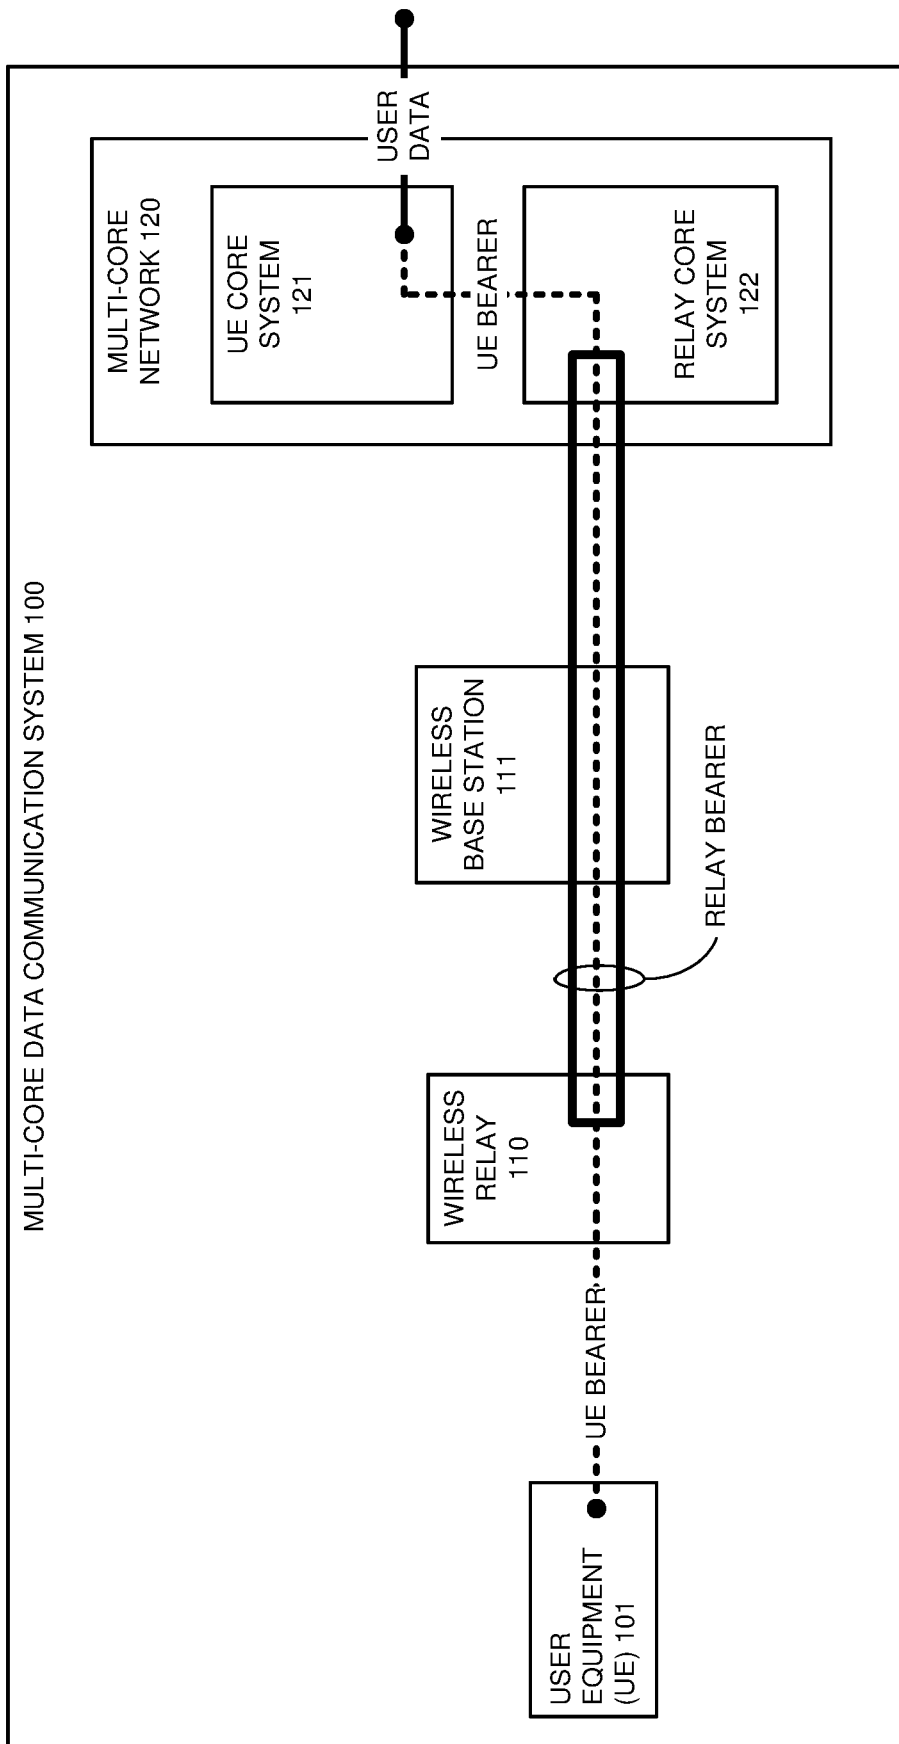 MULTI-CORE DATA COMMUNICATION SYSTEM 100
USER
EQUIPMENT
(UE) 101
UE BEARER
WIRELESS
RELAY
110
RELAY BEARER
WIRELESS
BASE STATION
111
MULTI-CORE
NETWORK 120
UE CORE
SYSTEM
121
UE BEARER
RELAY CORE
SYSTEM
122
USER
DATA